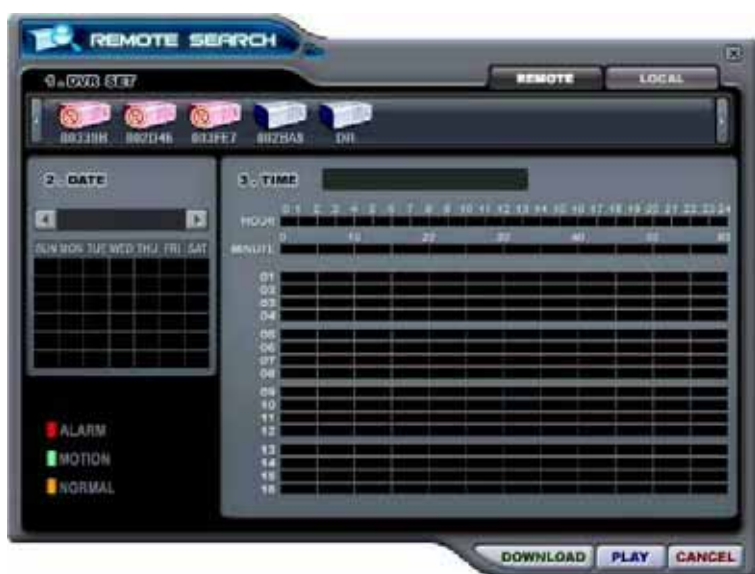 REMOTE SEARCH
1. DVR SET
REMOTE LOCAL
2. DATE
SUN MON TUE WED THU FRI SAT
ALARM
MOTION
NORMAL
3. TIME
HOUR 0 1 2 3 4 5 6 7 8 9 10 11 12 13 14 15 16 17 18 19 20 21 22 23 24
0 10 20 30 40 50 60
MINUTE
01
02
03
04
05
06
07
08
09
10
11
12
13
14
15
16
DOWNLOAD PLAY CANCEL